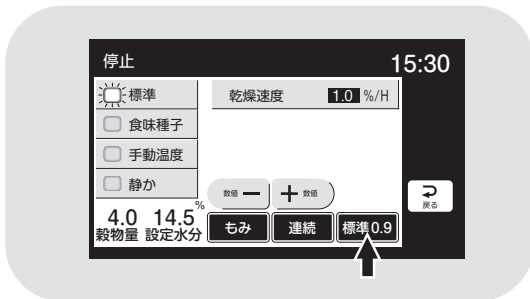 停止 15:30
標準
乾燥速度 1.0 %/H
食味種子
手動温度
静か
数値 － ＋ 数値
戻る
4.0 14.5%
穀物量 設定水分
もみ 連続 標準0.9